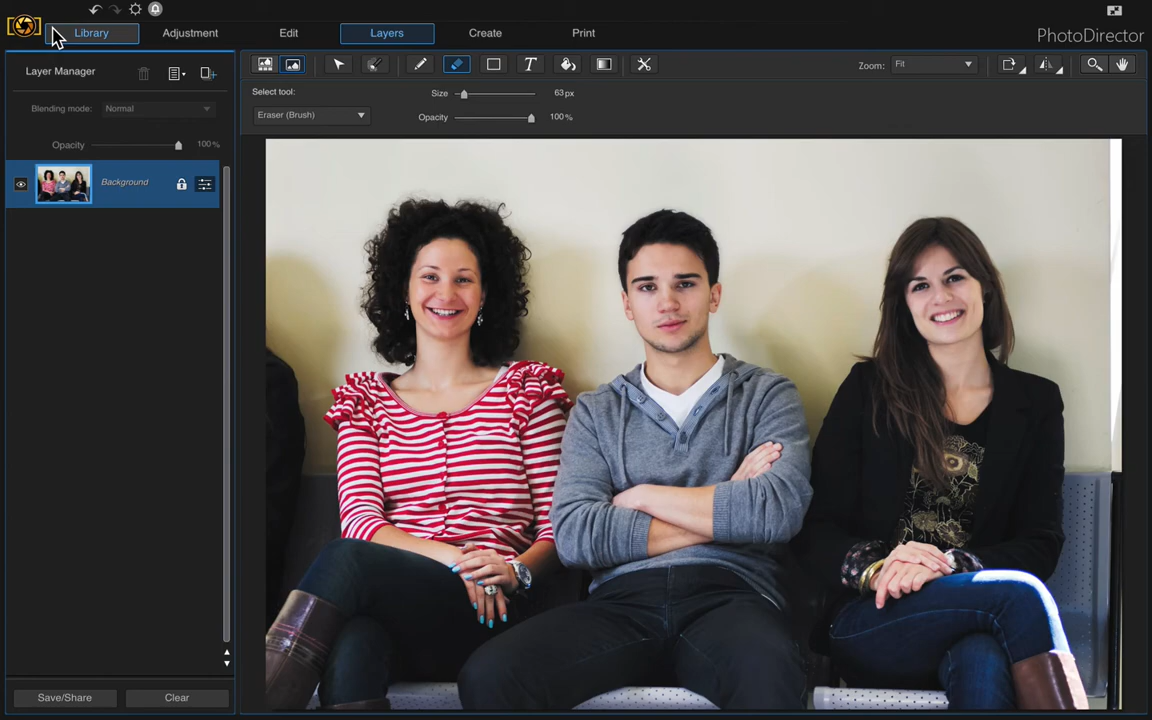 Library Adjustment Edit Layers Create Print PhotoDirector
Layer Manager
Zoom: Fit
Blending mode: Normal
Select tool:
Size 63 px
Eraser (Brush)
Opacity 100 %
Opacity 100 %
Background
Save/Share Clear